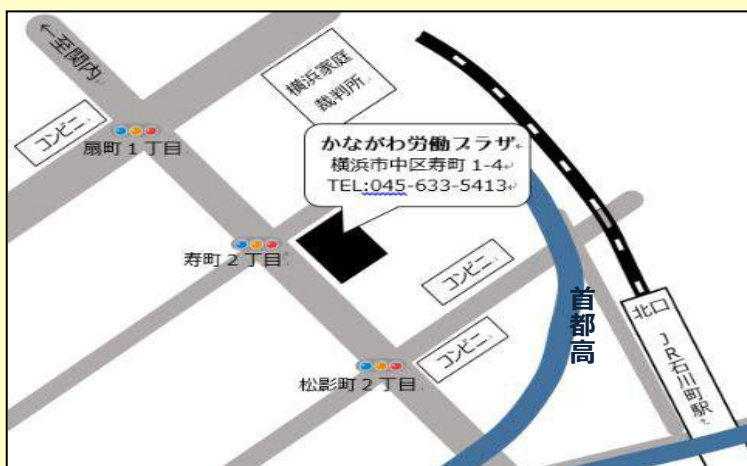 ←至関内
横浜家庭
裁判所
コンビニ
扇町1丁目
かながわ労働プラザ
横浜市中区寿町 1-4
TEL:045-633-5413
寿町2丁目
コンビニ
首都高
北口
JR石川町駅
コンビニ
松影町2丁目